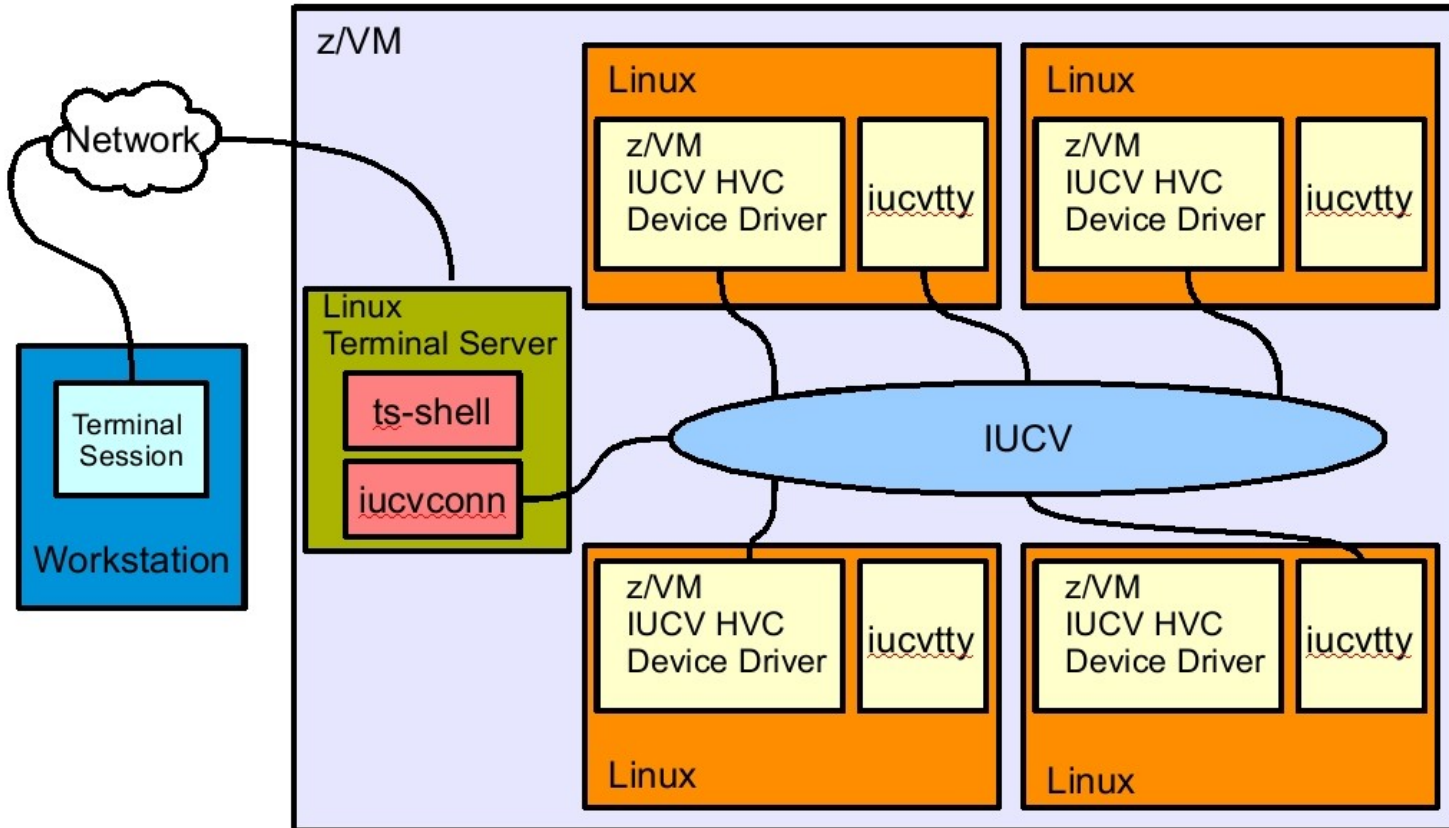 z/VM
Network
Linux
z/VM
IUCV HVC
Device Driver
iucvtty
Linux
z/VM
IUCV HVC
Device Driver
iucvtty
Linux
Terminal Server
ts-shell
iucvconn
Terminal
Session
Workstation
IUCV
z/VM
IUCV HVC
Device Driver
iucvtty
Linux
z/VM
IUCV HVC
Device Driver
iucvtty
Linux